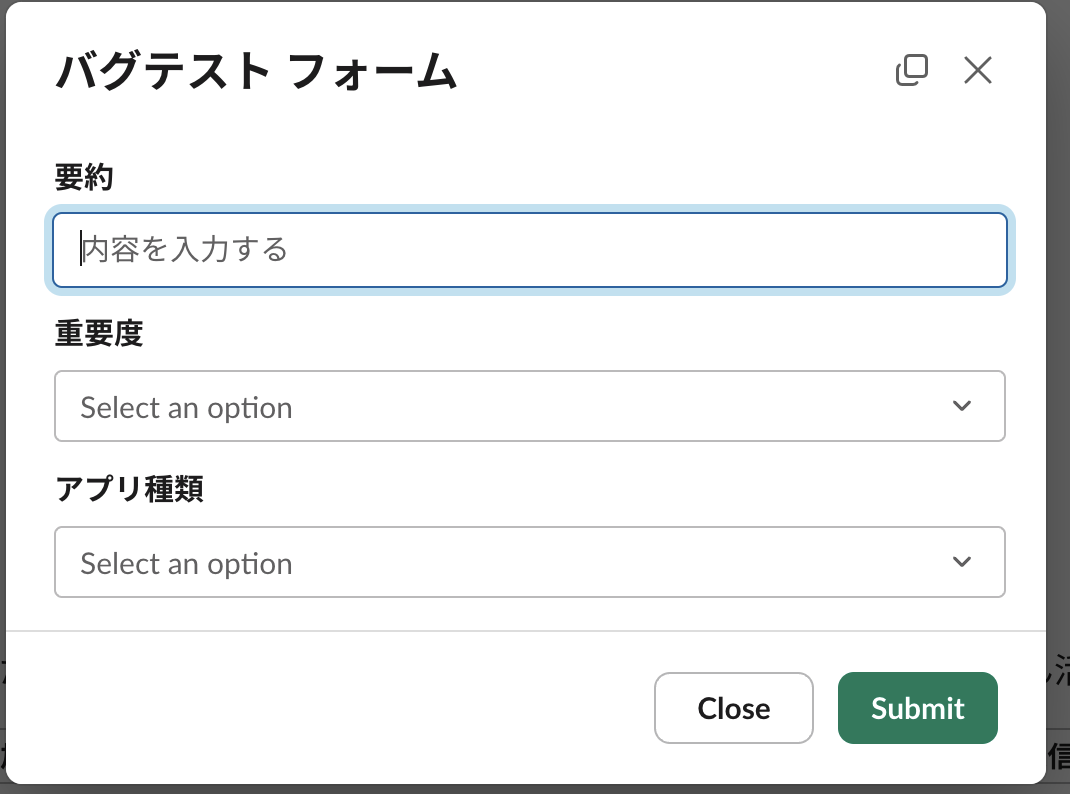 バグテスト フォーム
要約
内容を入力する
重要度
Select an option
アプリ種類
Select an option
Close
Submit
信